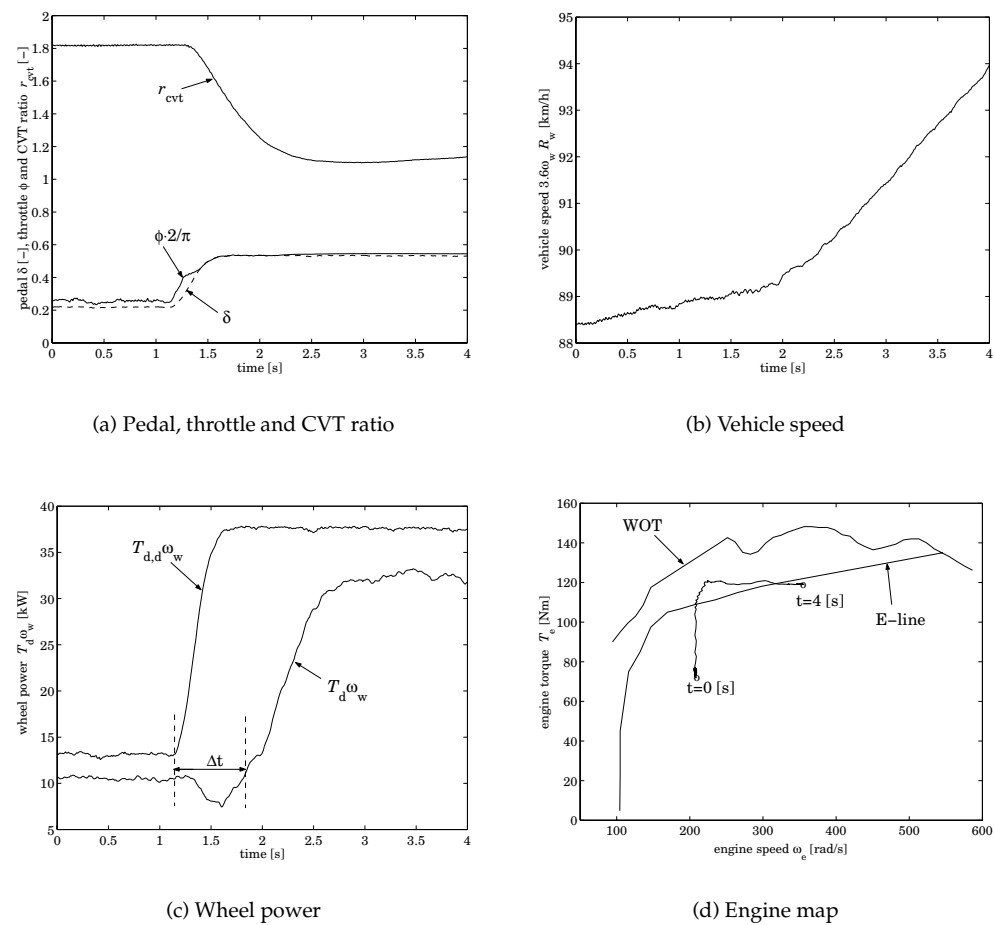 pedal δ [−], throttle ϕ and CVT ratio r_cvt [−]
2
1.8
1.6
1.4
1.2
1
0.8
0.6
0.4
0.2
0
r_cvt
ϕ·2/π
δ
0 0.5 1 1.5 2 2.5 3 3.5 4
time [s]
(a) Pedal, throttle and CVT ratio
vehicle speed 3.6ω_w R_w [km/h]
95
94
93
92
91
90
89
88
0 0.5 1 1.5 2 2.5 3 3.5 4
time [s]
(b) Vehicle speed
wheel power T_d ω_w [kW]
40
35
30
25
20
15
10
5
T_d,d ω_w
T_d ω_w
Δt
0 0.5 1 1.5 2 2.5 3 3.5 4
time [s]
(c) Wheel power
engine torque T_e [Nm]
160
140
120
100
80
60
40
20
0
WOT
t=4 [s]
E−line
t=0 [s]
100 200 300 400 500 600
engine speed ω_e [rad/s]
(d) Engine map